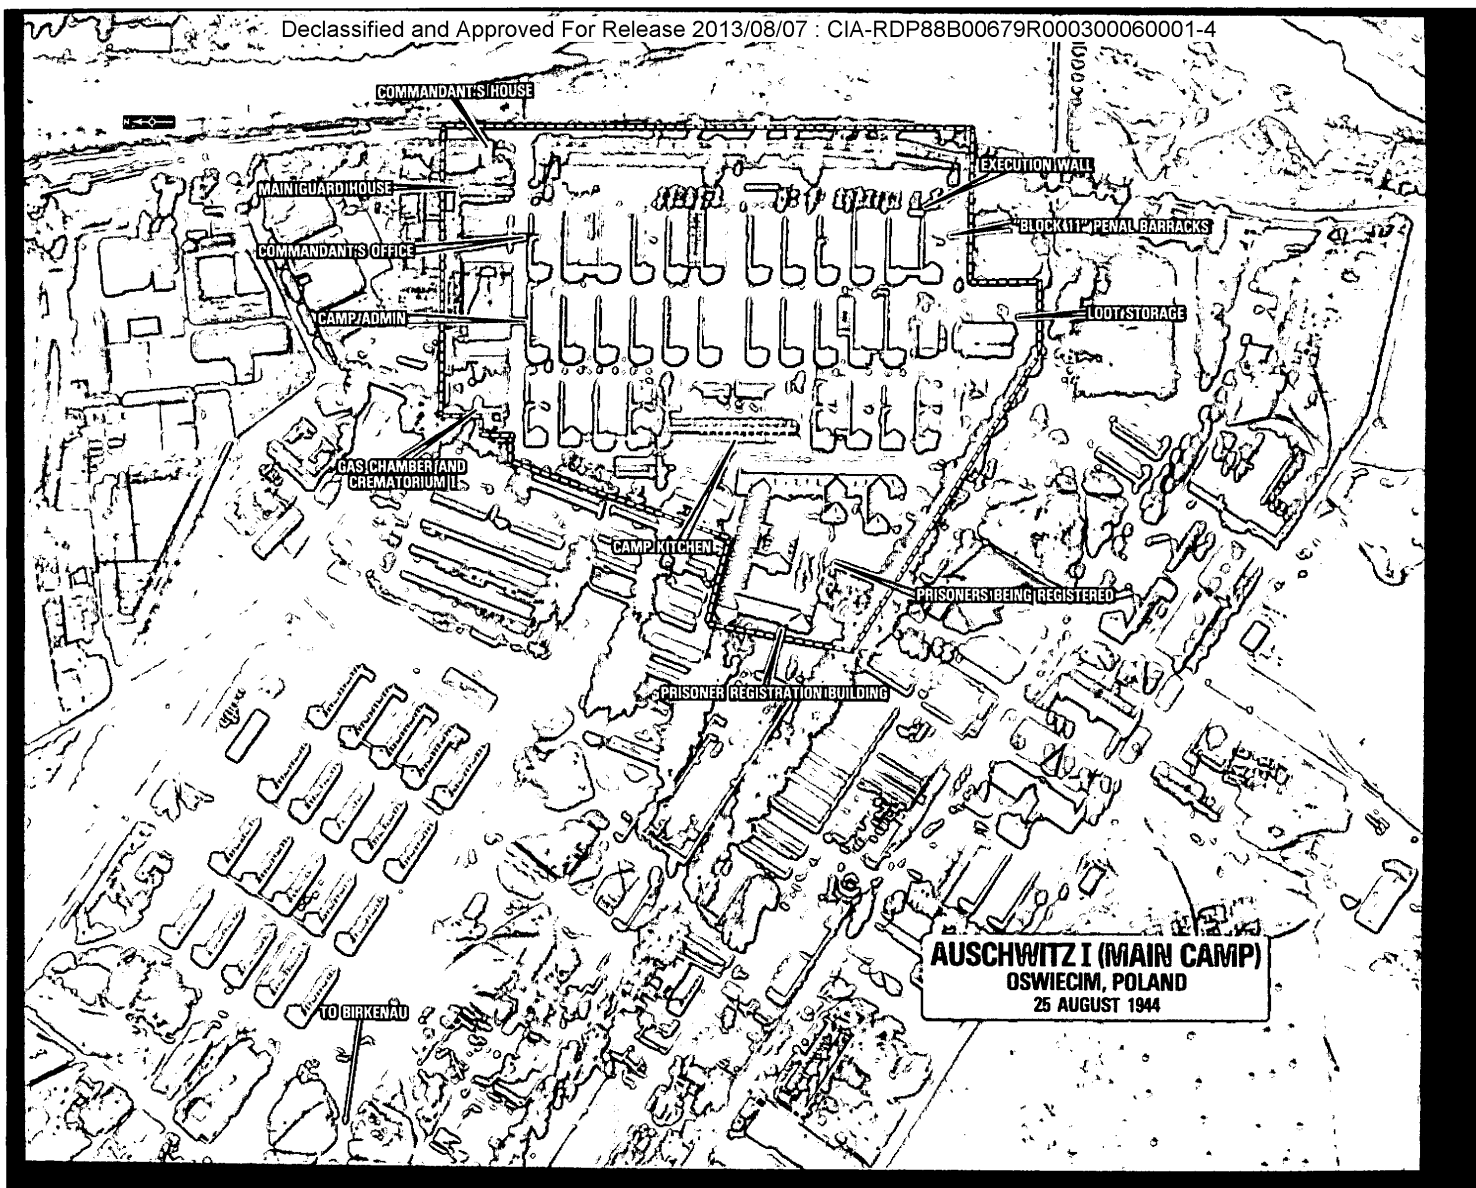 Declassified and Approved For Release 2013/08/07 : CIA-RDP88B00679R000300060001-4
COMMANDANT'S HOUSE
N
EXECUTION WALL
MAIN GUARD HOUSE
"BLOCK 11" PENAL BARRACKS
COMMANDANT'S OFFICE
LOOT STORAGE
CAMP ADMIN
GAS CHAMBER AND
CREMATORIUM I
CAMP KITCHEN
PRISONERS BEING REGISTERED
PRISONER REGISTRATION BUILDING
AUSCHWITZ I (MAIN CAMP)
OSWIECIM, POLAND
25 AUGUST 1944
TO BIRKENAU